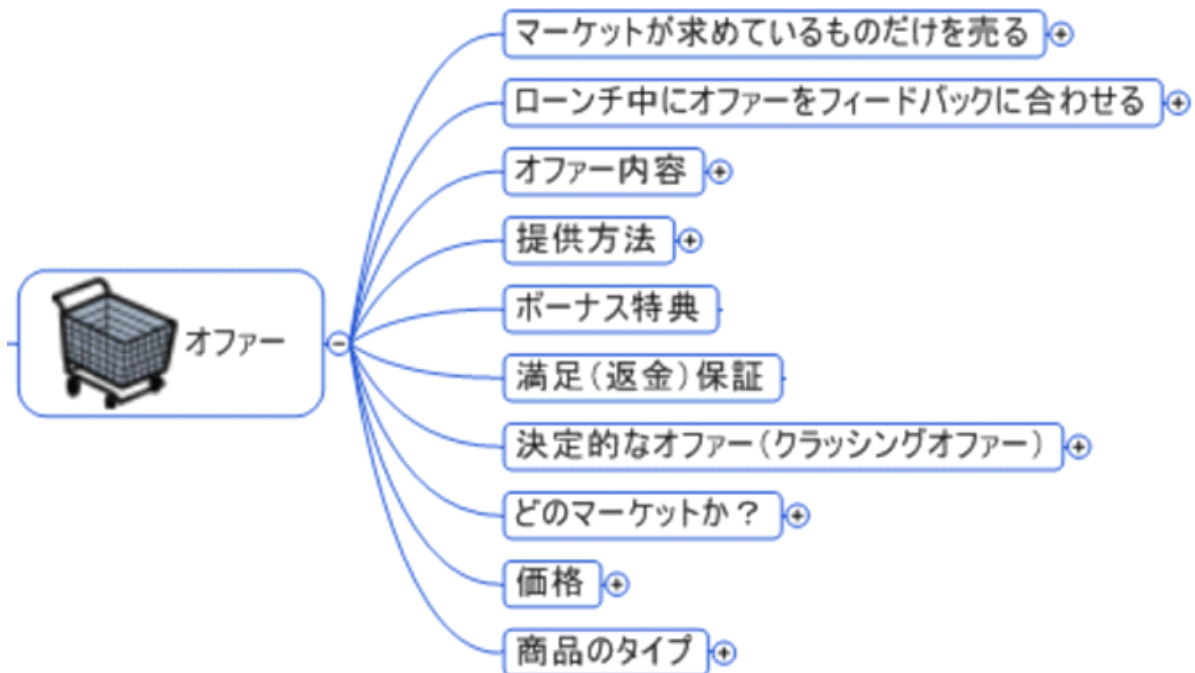 マーケットが求めているものだけを売る
ローンチ中にオファーをフィードバックに合わせる
オファー内容
提供方法
ボーナス特典
満足(返金)保証
オファー
決定的なオファー(クラッシングオファー)
どのマーケットか?
価格
商品のタイプ